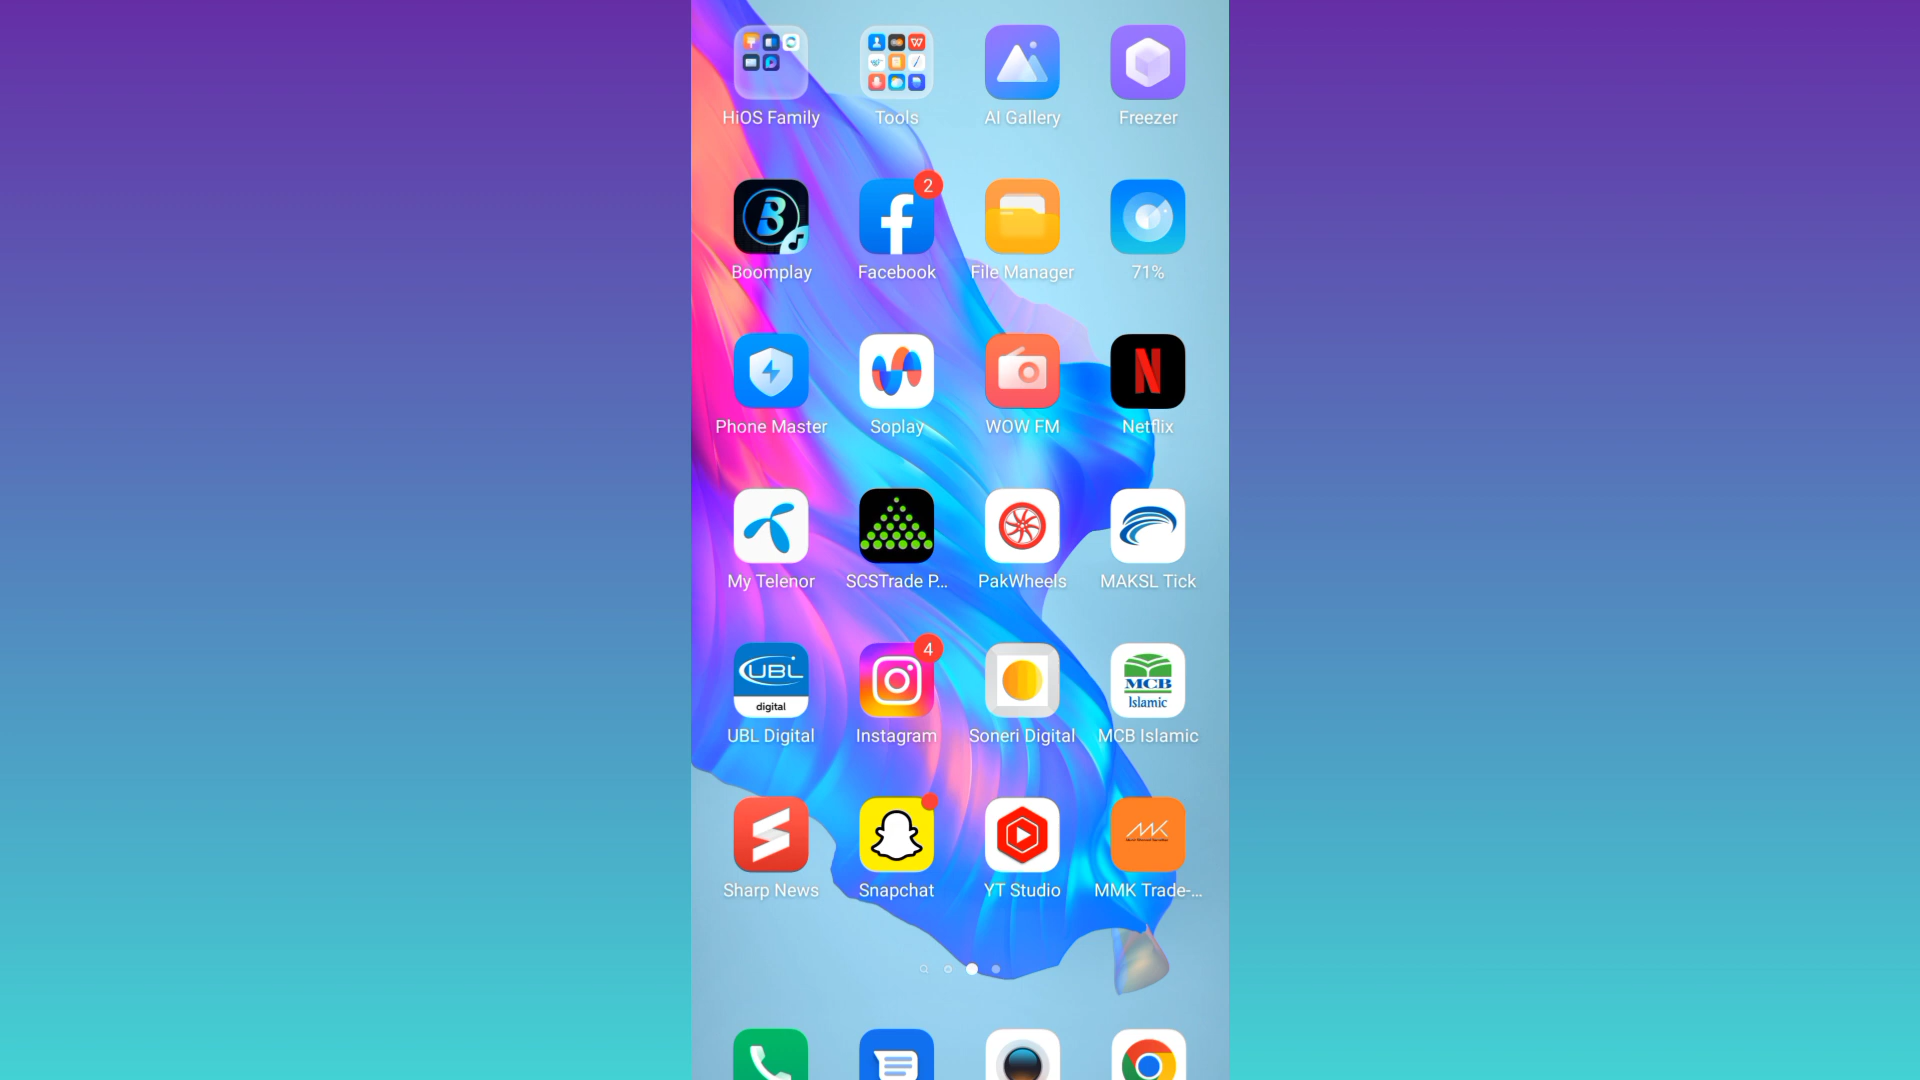 HiOS Family
Tools
AI Gallery
Freezer
2
Boomplay
Facebook
File Manager
71%
Phone Master
Soplay
WOW FM
Netflix
My Telenor
SCSTrade P...
PakWheels
MAKSL Tick
UBL
digital
4
MCB
Islamic
UBL Digital
Instagram
Soneri Digital
MCB Islamic
MK
Sharp News
Snapchat
YT Studio
MMK Trade-...